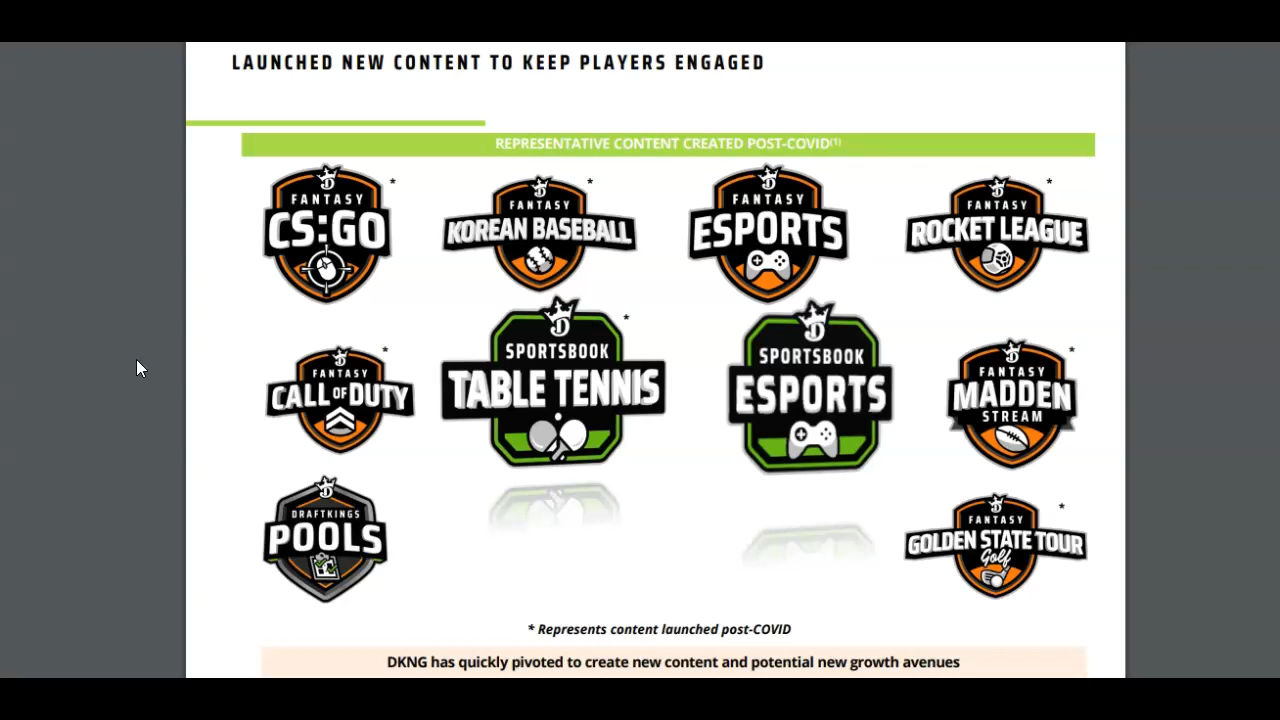 LAUNCHED NEW CONTENT TO KEEP PLAYERS ENGAGED
REPRESENTATIVE CONTENT CREATED POST-COVID(1)
*
FANTASY
CS:GO
*
FANTASY
KOREAN BASEBALL
FANTASY
ESPORTS
*
FANTASY
ROCKET LEAGUE
*
FANTASY
CALL OF DUTY
*
SPORTSBOOK
TABLE TENNIS
SPORTSBOOK
ESPORTS
*
FANTASY
MADDEN
STREAM
DRAFTKINGS
POOLS
*
FANTASY
GOLDEN STATE TOUR
Golf
* Represents content launched post-COVID
DKNG has quickly pivoted to create new content and potential new growth avenues